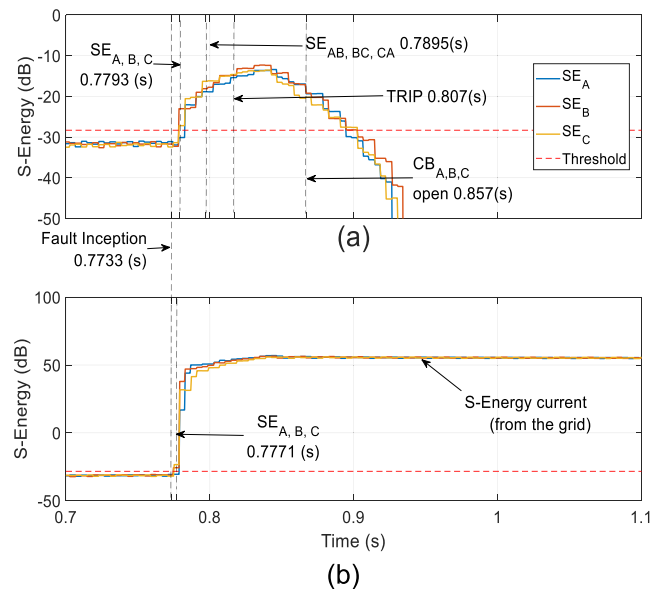 0
-10
-20
-30
-40
-50
S-Energy (dB)
SE_A, B, C
0.7793 (s)
SE_AB, BC, CA 0.7895(s)
TRIP 0.807(s)
CB_A,B,C
open 0.857(s)
SE_A
SE_B
SE_C
Threshold
(a)
Fault Inception
0.7733 (s)
100
50
0
-50
S-Energy (dB)
SE_A, B, C
0.7771 (s)
S-Energy current
(from the grid)
0.7 0.8 0.9 1 1.1
Time (s)
(b)